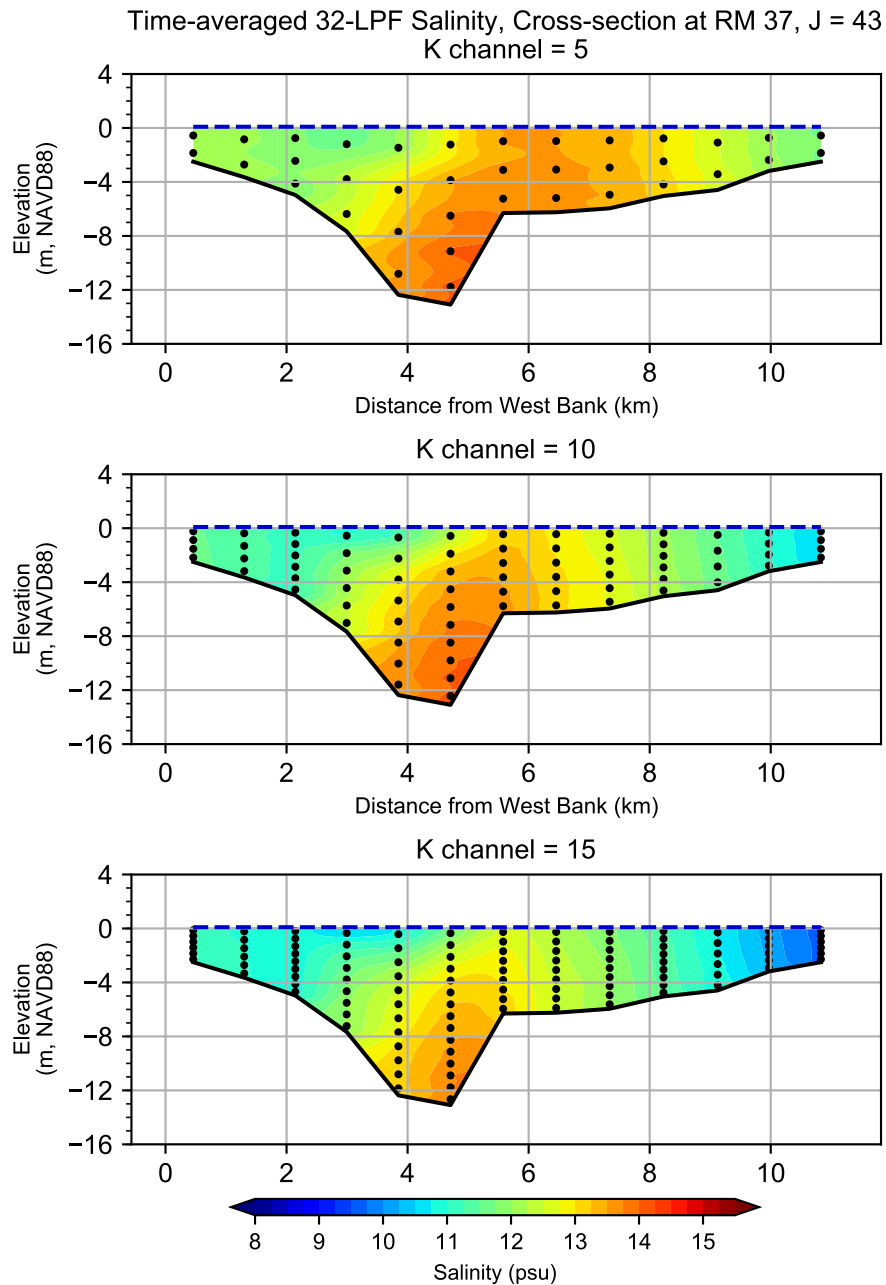 Time-averaged 32-LPF Salinity, Cross-section at RM 37, J = 43
K channel = 5
4
0
−4
−8
−12
−16
Elevation
(m, NAVD88)
0 2 4 6 8 10
Distance from West Bank (km)
K channel = 10
4
0
−4
−8
−12
−16
Elevation
(m, NAVD88)
0 2 4 6 8 10
Distance from West Bank (km)
K channel = 15
4
0
−4
−8
−12
−16
Elevation
(m, NAVD88)
0 2 4 6 8 10
8 9 10 11 12 13 14 15
Salinity (psu)